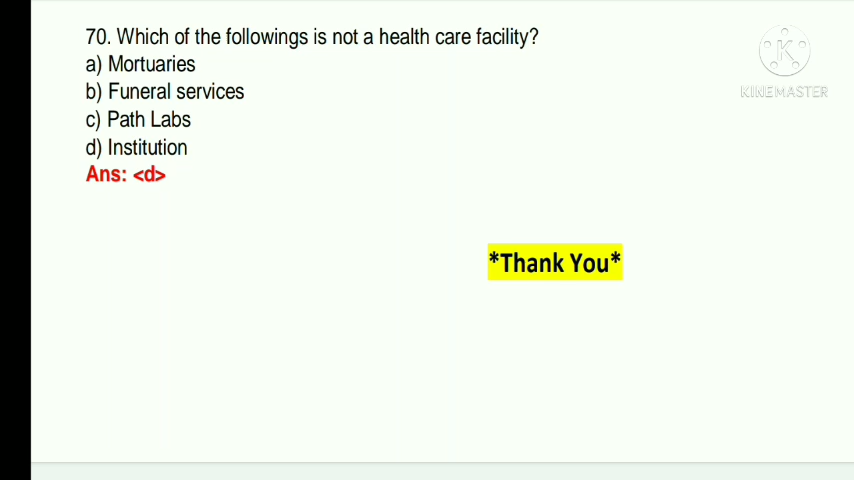 70. Which of the followings is not a health care facility?
a) Mortuaries
b) Funeral services
c) Path Labs
d) Institution
Ans: <d>
*Thank You*
K
KINEMASTER